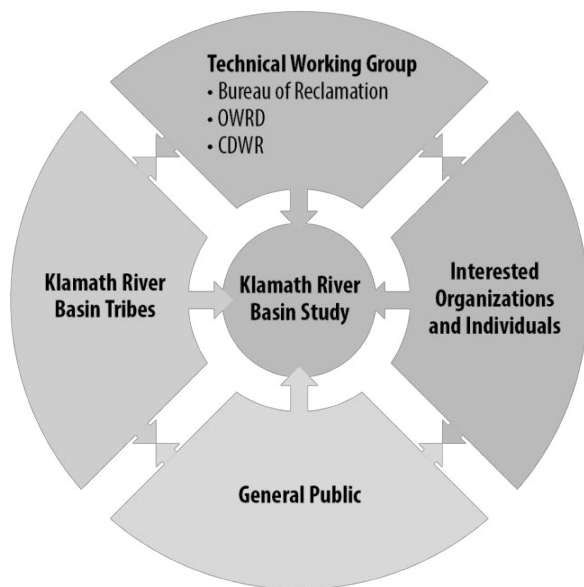 Technical Working Group
• Bureau of Reclamation
• OWRD
• CDWR
Klamath River
Basin Tribes
Klamath River
Basin Study
Interested
Organizations
and Individuals
General Public